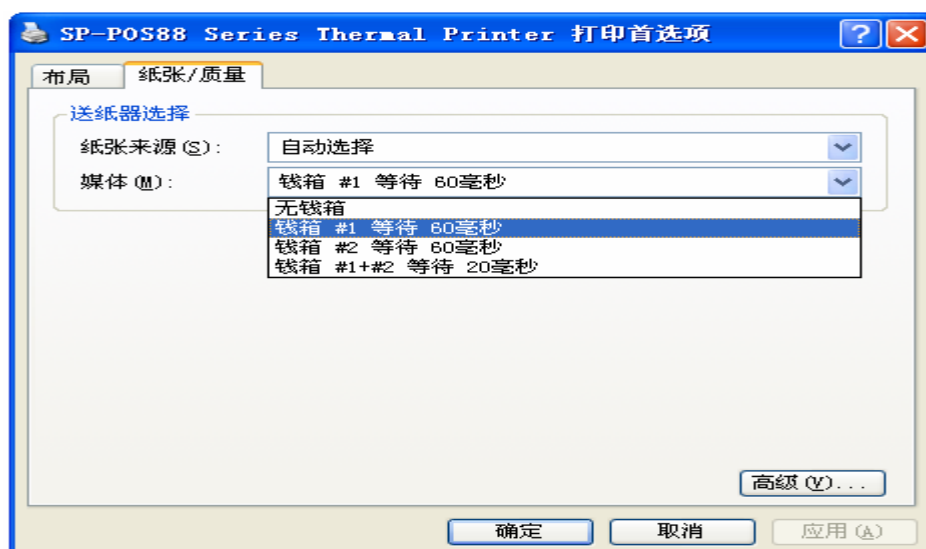 SP-POS88 Series Thermal Printer 打印首选项
布局 纸张/质量
送纸器选择
纸张来源(S): 自动选择
媒体(M): 钱箱 #1 等待 60毫秒
无钱箱
钱箱 #1 等待 60毫秒
钱箱 #2 等待 60毫秒
钱箱 #1+#2 等待 20毫秒
高级(V)...
确定 取消 应用(A)